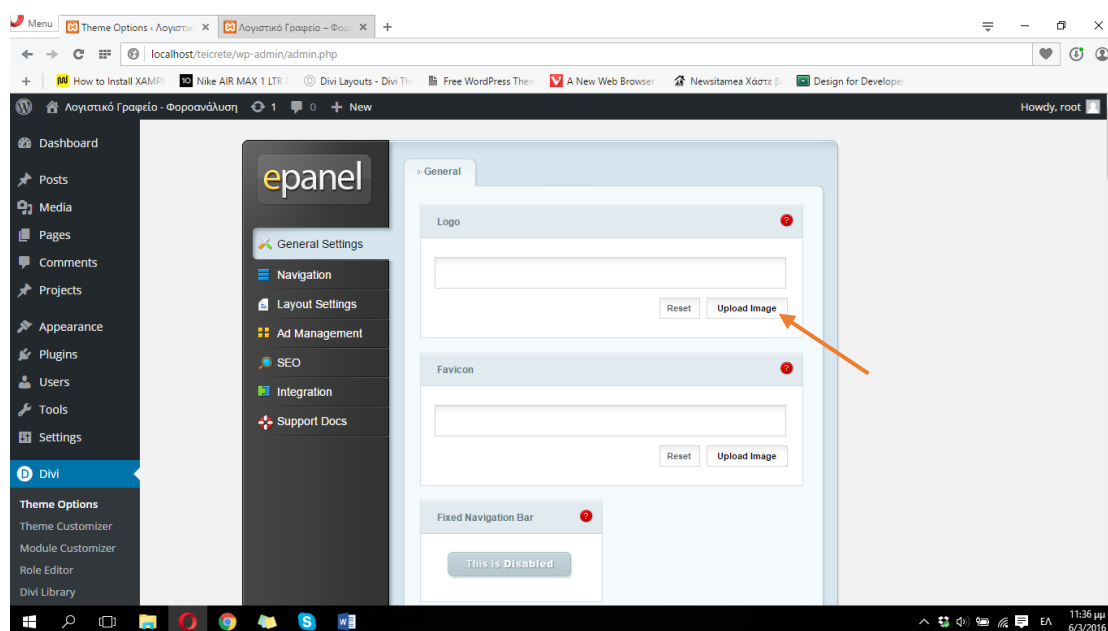 Menu
Theme Options ‹ Λογιστικ
Λογιστικό Γραφείο – Φορο
localhost/teicrete/wp-admin/admin.php
How to Install XAMP
Nike AIR MAX 1 LTR
Divi Layouts - Divi Th
Free WordPress Them
A New Web Browser
Newsitamea Χάστε β
Design for Developer
Λογιστικό Γραφείο - Φοροανάλυση 1 0 + New
Howdy, root
Dashboard
Posts
Media
Pages
Comments
Projects
Appearance
Plugins
Users
Tools
Settings
Divi
Theme Options
Theme Customizer
Module Customizer
Role Editor
Divi Library
epanel
General Settings
Navigation
Layout Settings
Ad Management
SEO
Integration
Support Docs
General
Logo
Reset Upload Image
Favicon
Reset Upload Image
Fixed Navigation Bar
This is Disabled
ΕΛ
11:36 μμ
6/3/2016